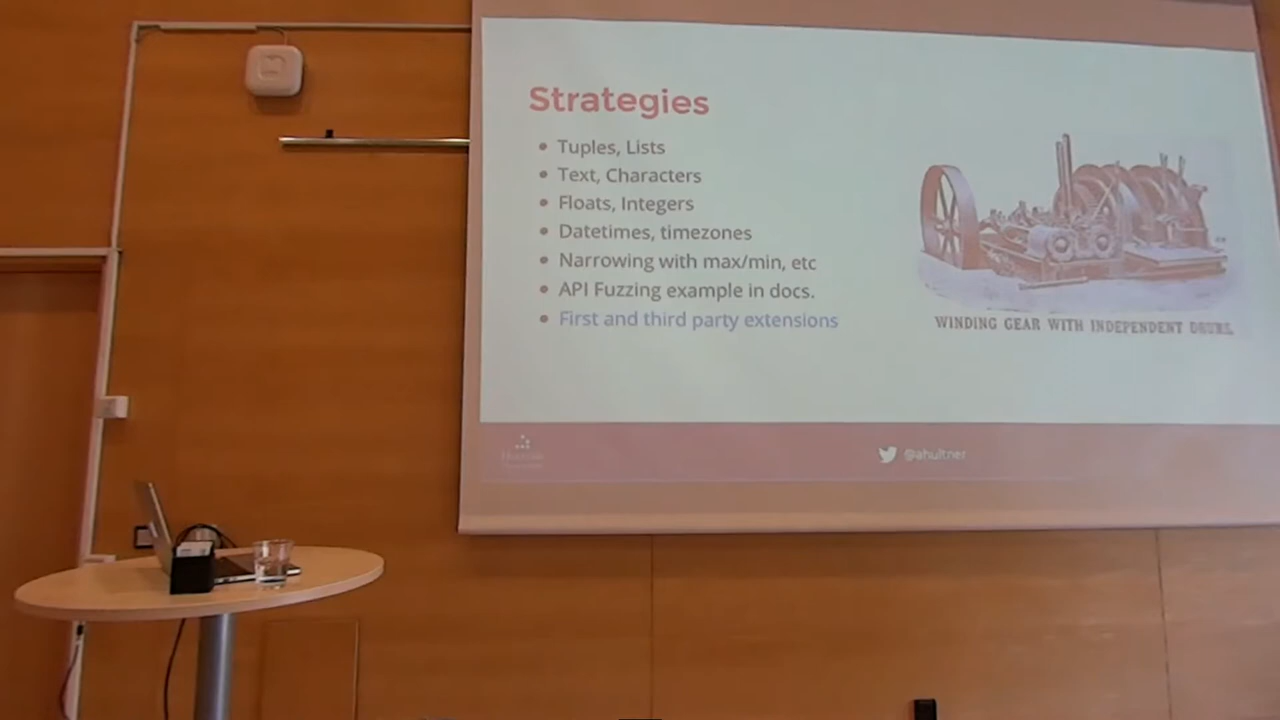 Strategies
Tuples, Lists
Text, Characters
Floats, Integers
Datetimes, timezones
Narrowing with max/min, etc
API Fuzzing example in docs.
First and third party extensions
WINDING GEAR WITH INDEPENDENT DRUMS.
@ahultner